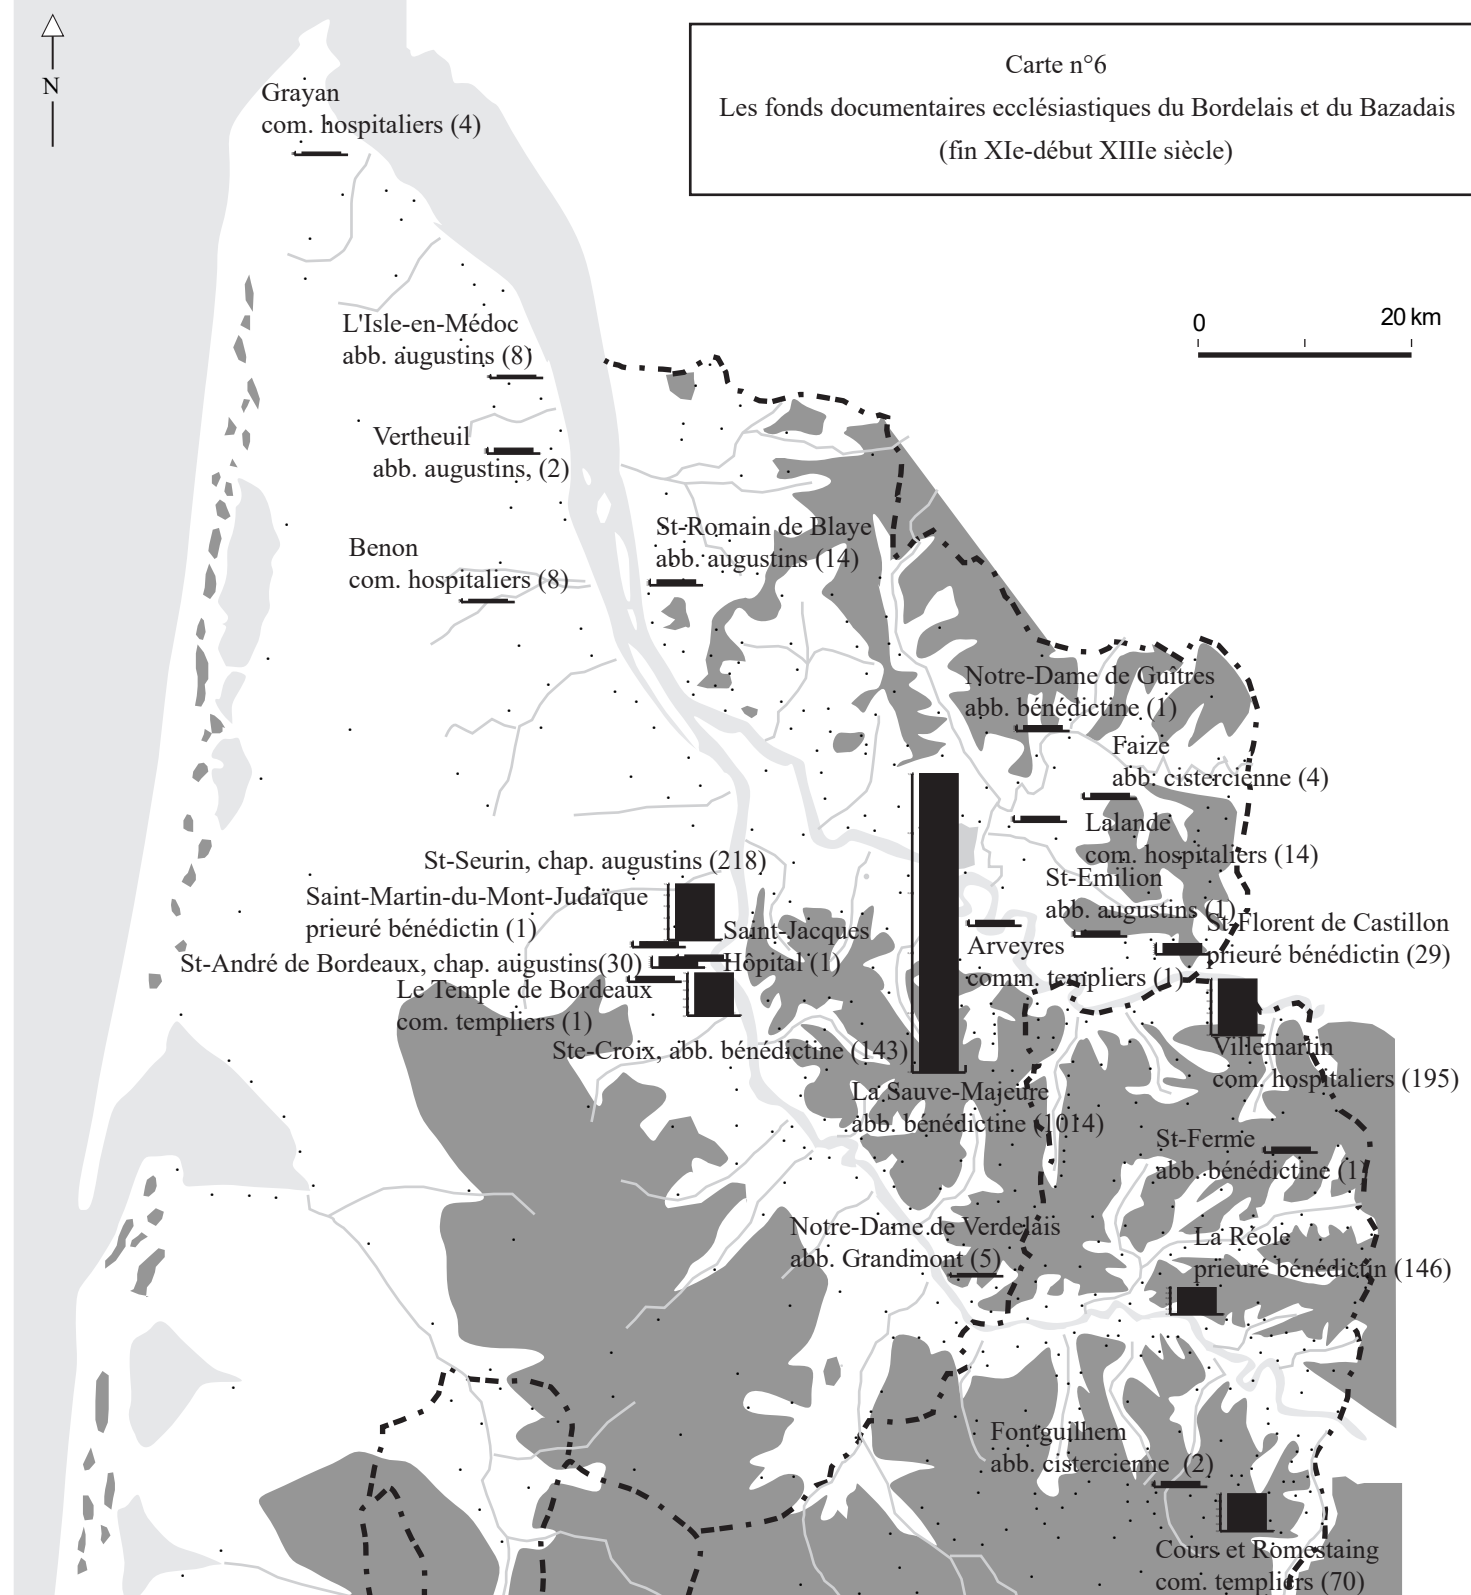 N
Carte n°6
Les fonds documentaires ecclésiastiques du Bordelais et du Bazadais
(fin XIe-début XIIIe siècle)
Grayan
com. hospitaliers (4)
0
20 km
L'Isle-en-Médoc
abb. augustins (8)
Vertheuil
abb. augustins, (2)
St-Romain de Blaye
abb. augustins (14)
Benon
com. hospitaliers (8)
Notre-Dame de Guîtres
abb. bénédictine (1)
Faize
abb. cistercienne (4)
Lalande
com. hospitaliers (14)
St-Seurin, chap. augustins (218)
St-Emilion
abb. augustins (1)
Saint-Martin-du-Mont-Judaïque
prieuré bénédictin (1)
St-Florent de Castillon
prieuré bénédictin (29)
Saint-Jacques
Hôpital (1)
Arveyres
comm. templiers (1)
St-André de Bordeaux, chap. augustins(30)
Le Temple de Bordeaux
com. templiers (1)
Ste-Croix, abb. bénédictine (143)
Villemartin
com. hospitaliers (195)
La Sauve-Majeure
abb. bénédictine (1014)
St-Ferme
abb. bénédictine (1)
Notre-Dame de Verdelais
abb. Grandmont (5)
La Réole
prieuré bénédictin (146)
Fontguilhem
abb. cistercienne (2)
Cours et Romestaing
com. templiers (70)